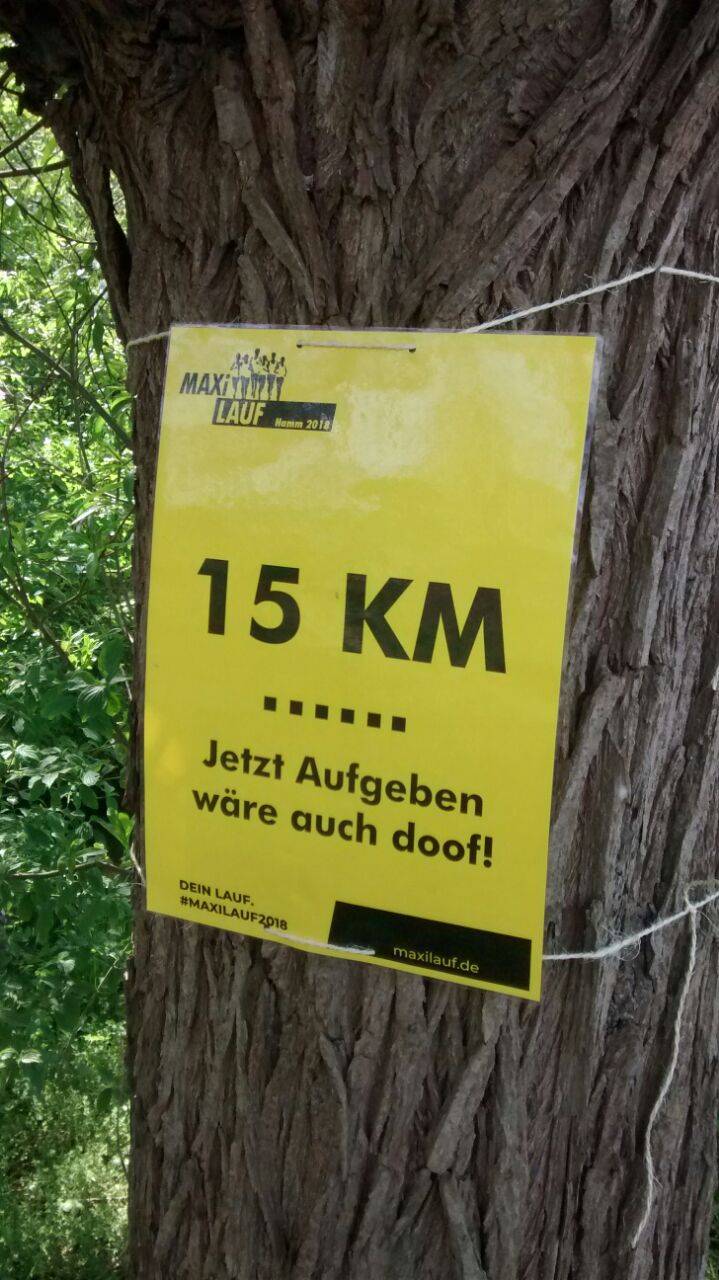 MAXi
LAUF Hamm 2018
15 KM
......
Jetzt Aufgeben
wäre auch doof!
DEIN LAUF.
#MAXILAUF2018
maxilauf.de